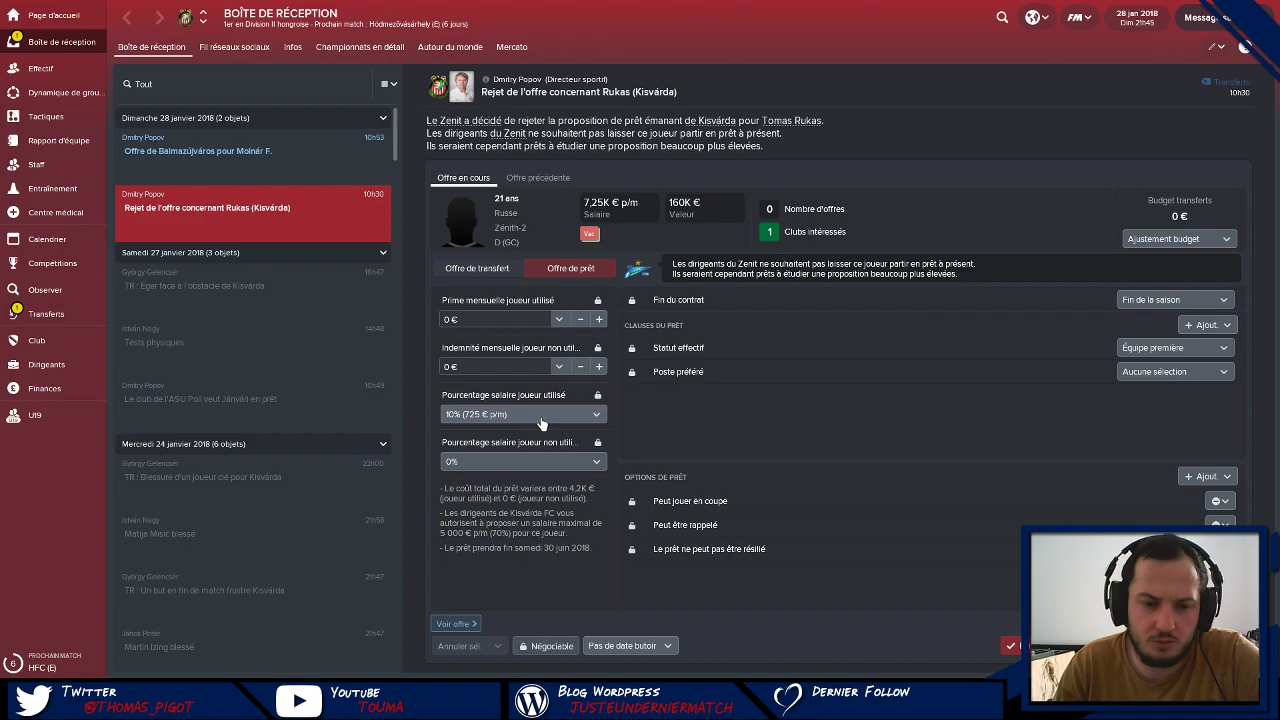 Page d'accueil
BOÎTE DE RÉCEPTION
1er en Division II hongroise - Prochain match : Hódmezővásárhely (E) (6 jours)
FM
28 jan 2018
Dim 21h45
1
Boîte de réception
Boîte de réception
Fil réseaux sociaux
Infos
Championnats en détail
Autour du monde
Mercato
Effectif
Dynamique de grou...
Tactiques
Rapport d'équipe
Staff
Entraînement
Centre médical
Calendrier
Compétitions
Observer
1
Transferts
Club
Dirigeants
Finances
U19
6
PROCHAIN MATCH
HFC (E)
Tout
Dimanche 28 janvier 2018 (2 objets)
Dmitry Popov
10h53
Offre de Balmazújváros pour Molnár F.
Dmitry Popov
10h30
Rejet de l'offre concernant Rukas (Kisvárda)
Samedi 27 janvier 2018 (3 objets)
György Gelencsér
16h47
TR : Eger face à l'obstacle de Kisvárda
István Nagy
14h48
Tests physiques
Dmitry Popov
10h49
Le club de l'ASU Poli veut Jánvári en prêt
Mercredi 24 janvier 2018 (6 objets)
György Gelencsér
22h00
TR : Blessure d'un joueur clé pour Kisvárda
István Nagy
21h58
Matija Misic blessé
György Gelencsér
21h47
TR : Un but en fin de match frustre Kisvárda
János Pintér
21h47
Martin Izing blessé
Dmitry Popov (Directeur sportif)
Rejet de l'offre concernant Rukas (Kisvárda)
Transferts
10h30
Le Zenit a décidé de rejeter la proposition de prêt émanant de Kisvárda pour Tomas Rukas.
Les dirigeants du Zenit ne souhaitent pas laisser ce joueur partir en prêt à présent.
Ils seraient cependant prêts à étudier une proposition beaucoup plus élevées.
Offre en cours
Offre précédente
21 ans
Russe
Zénith-2
D (GC)
7,25K € p/m
Salaire
Vac
160K €
Valeur
0
Nombre d'offres
1
Clubs intéressés
Budget transferts
0 €
Ajustement budget
Offre de transfert
Offre de prêt
Les dirigeants du Zenit ne souhaitent pas laisser ce joueur partir en prêt à présent.
Ils seraient cependant prêts à étudier une proposition beaucoup plus élevées.
Prime mensuelle joueur utilisé
0 €
Indemnité mensuelle joueur non util...
0 €
Pourcentage salaire joueur utilisé
10% (725 € p/m)
Pourcentage salaire joueur non utili...
0%
- Le coût total du prêt variera entre 4,2K €
(joueur utilisé) et 0 € (joueur non utilisé).
- Les dirigeants de Kisvárda FC vous
autorisent à proposer un salaire maximal de
5 000 € p/m (70%) pour ce joueur.
- Le prêt prendra fin samedi 30 juin 2018.
Fin du contrat
Fin de la saison
CLAUSES DU PRÊT
Ajout.
Statut effectif
Équipe première
Poste préféré
Aucune sélection
OPTIONS DE PRÊT
Ajout.
Peut jouer en coupe
Peut être rappelé
Le prêt ne peut pas être résilié
Voir offre
Annuler sél.
Négociable
Pas de date butoir
Twitter
@Thomas_Pigot
Youtube
Touma
Blog Wordpress
justeunderniermatch
Dernier Follow